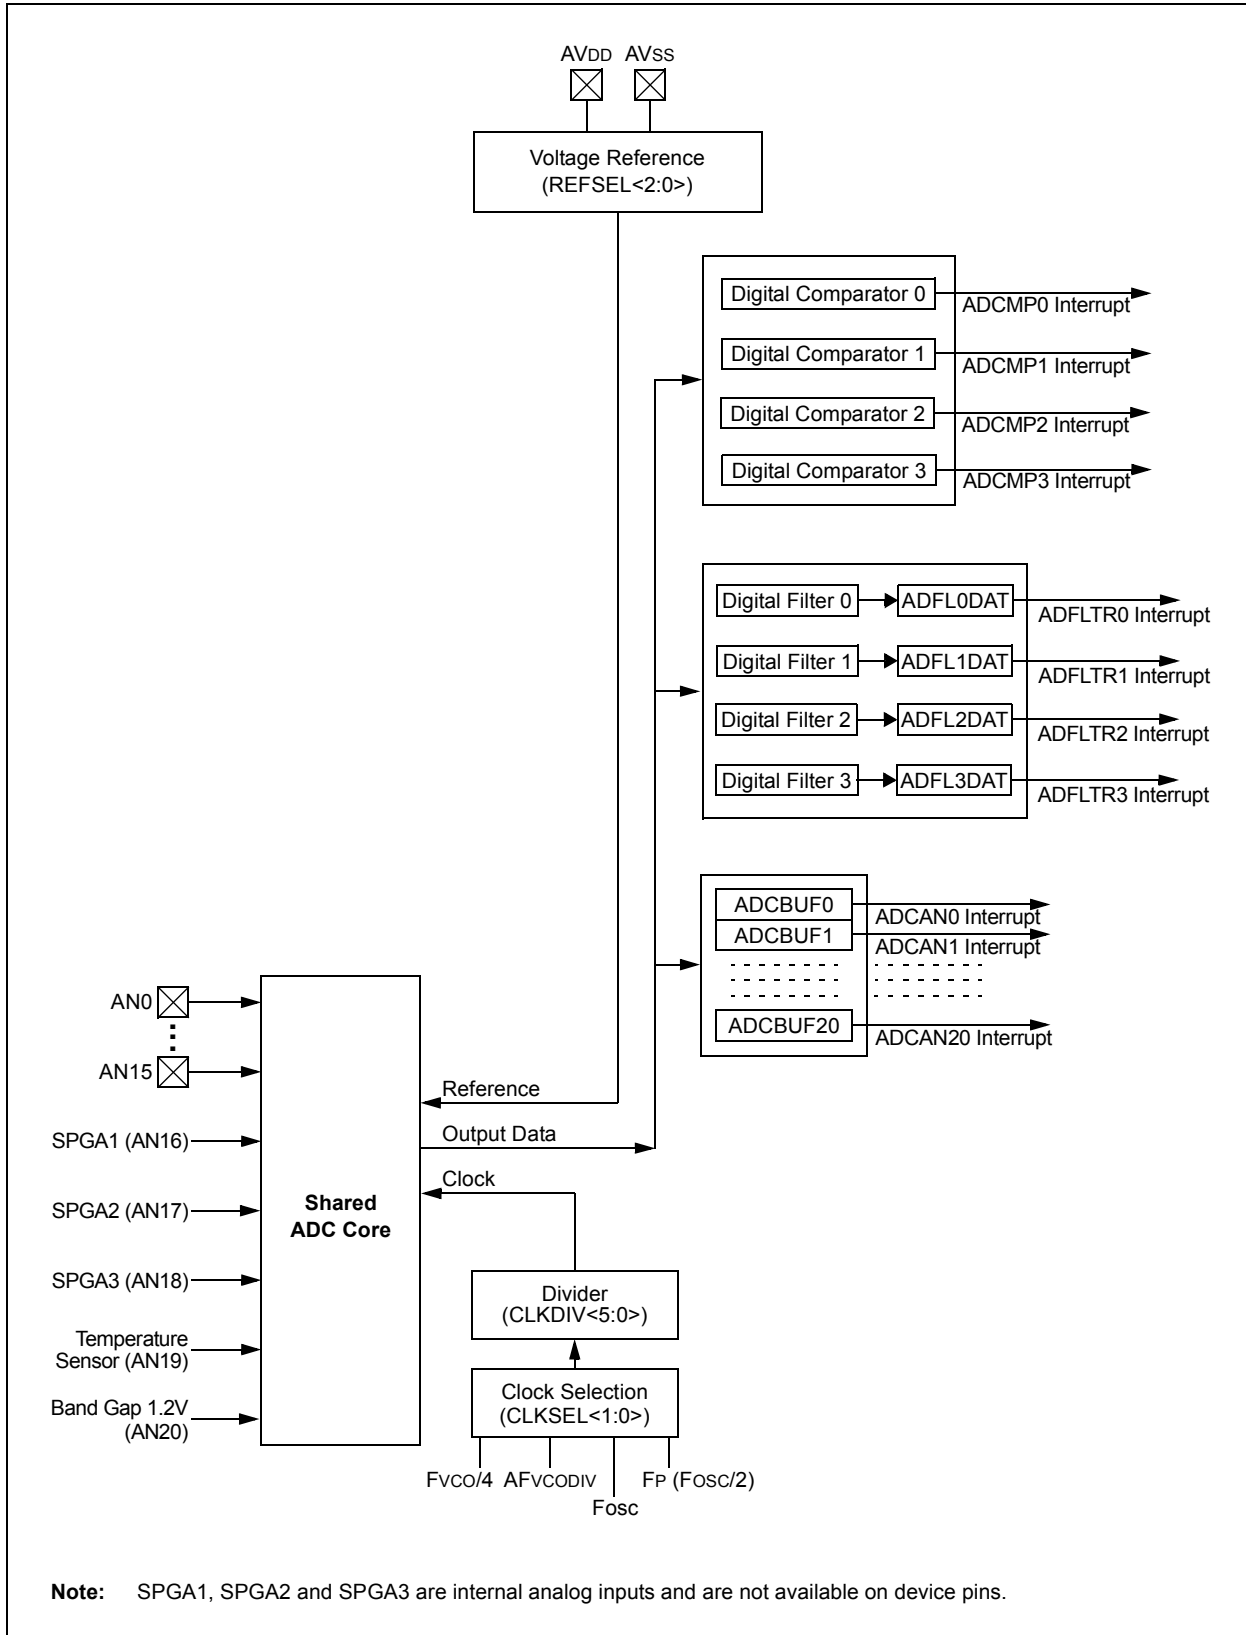 AVDD AVSS
Voltage Reference
(REFSEL<2:0>)
Digital Comparator 0
ADCMP0 Interrupt
Digital Comparator 1
ADCMP1 Interrupt
Digital Comparator 2
ADCMP2 Interrupt
Digital Comparator 3
ADCMP3 Interrupt
Digital Filter 0
ADFL0DAT
ADFLTR0 Interrupt
Digital Filter 1
ADFL1DAT
ADFLTR1 Interrupt
Digital Filter 2
ADFL2DAT
ADFLTR2 Interrupt
Digital Filter 3
ADFL3DAT
ADFLTR3 Interrupt
ADCBUF0
ADCAN0 Interrupt
ADCBUF1
ADCAN1 Interrupt
ADCBUF20
ADCAN20 Interrupt
AN0
AN15
SPGA1 (AN16)
SPGA2 (AN17)
SPGA3 (AN18)
Temperature
Sensor (AN19)
Band Gap 1.2V
(AN20)
Shared
ADC Core
Reference
Output Data
Clock
Divider
(CLKDIV<5:0>)
Clock Selection
(CLKSEL<1:0>)
FVCO/4 AFVCODIV FP (FOSC/2)
Fosc
Note: SPGA1, SPGA2 and SPGA3 are internal analog inputs and are not available on device pins.